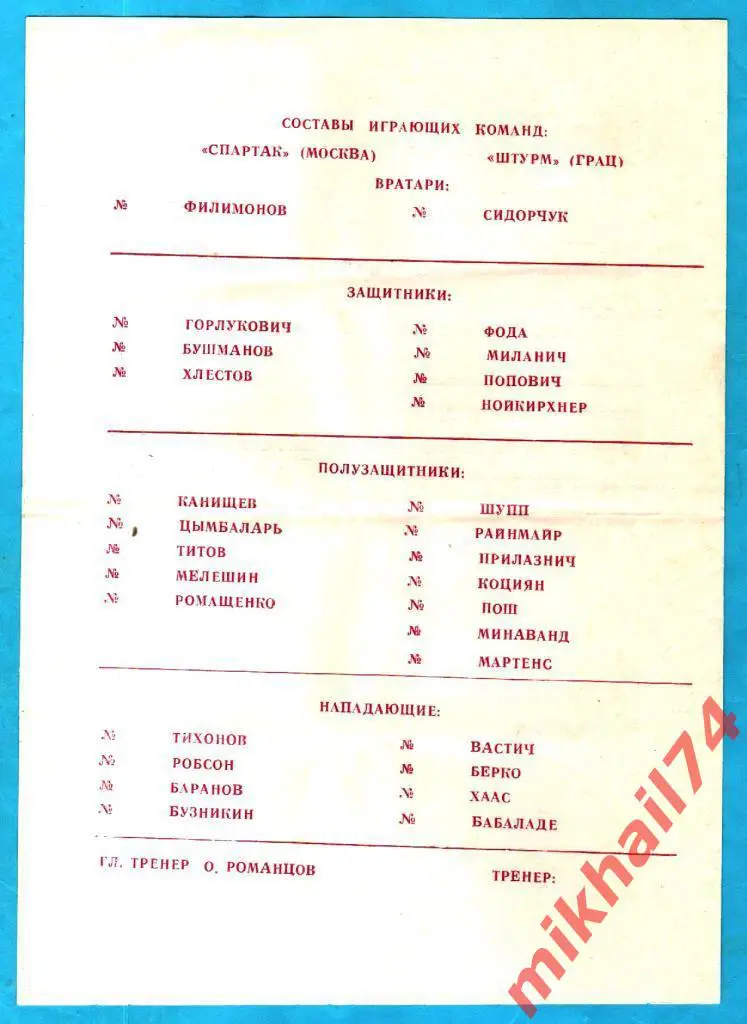 СОСТАВЫ ИГРАЮЩИХ КОМАНД:
«СПАРТАК» (МОСКВА) «ШТУРМ» (ГРАЦ)
ВРАТАРИ:
№ ФИЛИМОНОВ № СИДОРЧУК
ЗАЩИТНИКИ:
№ ГОРЛУКОВИЧ № ФОДА
№ БУШМАНОВ № МИЛАНИЧ
№ ХЛЕСТОВ № ПОПОВИЧ
№ НОЙКИРХНЕР
ПОЛУЗАЩИТНИКИ:
№ КАНИЩЕВ № ШУПП
№ ЦЫМБАЛАРЬ № РАЙНМАЙР
№ ТИТОВ № ПРИЛАЗНИЧ
№ МЕЛЕШИН № КОЦИЯН
№ РОМАЩЕНКО № ПОШ
№ МИНАВАНД
№ МАРТЕНС
НАПАДАЮЩИЕ:
№ ТИХОНОВ № ВАСТИЧ
№ РОБСОН № БЕРКО
№ БАРАНОВ № ХААС
№ БУЗНИКИН № БАБАЛАДЕ
ГЛ. ТРЕНЕР О. РОМАНЦОВ ТРЕНЕР:
mikhail74